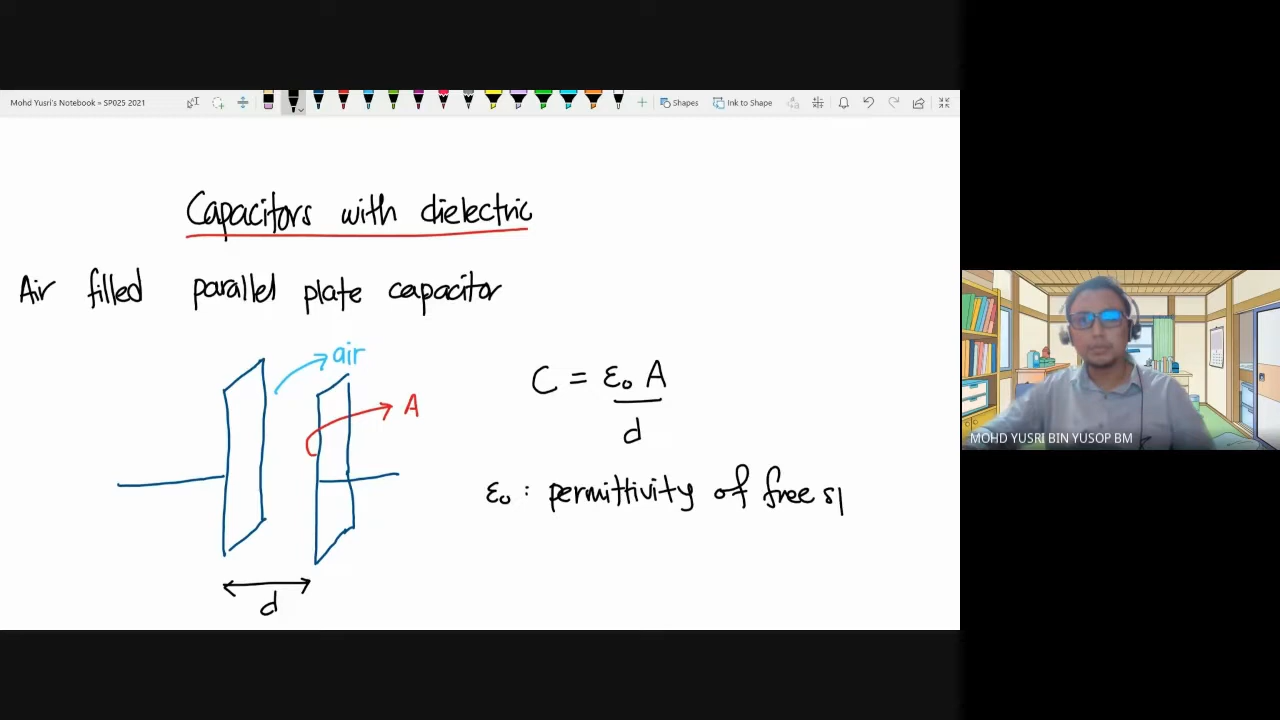 Mohd Yusri's Notebook » SP025 2021
Shapes
Ink to Shape
Capacitors with dielectric
Air filled parallel plate capacitor
air
A
C = ε₀ A
d
ε₀ : permittivity of free sp
d
MOHD YUSRI BIN YUSOP BM